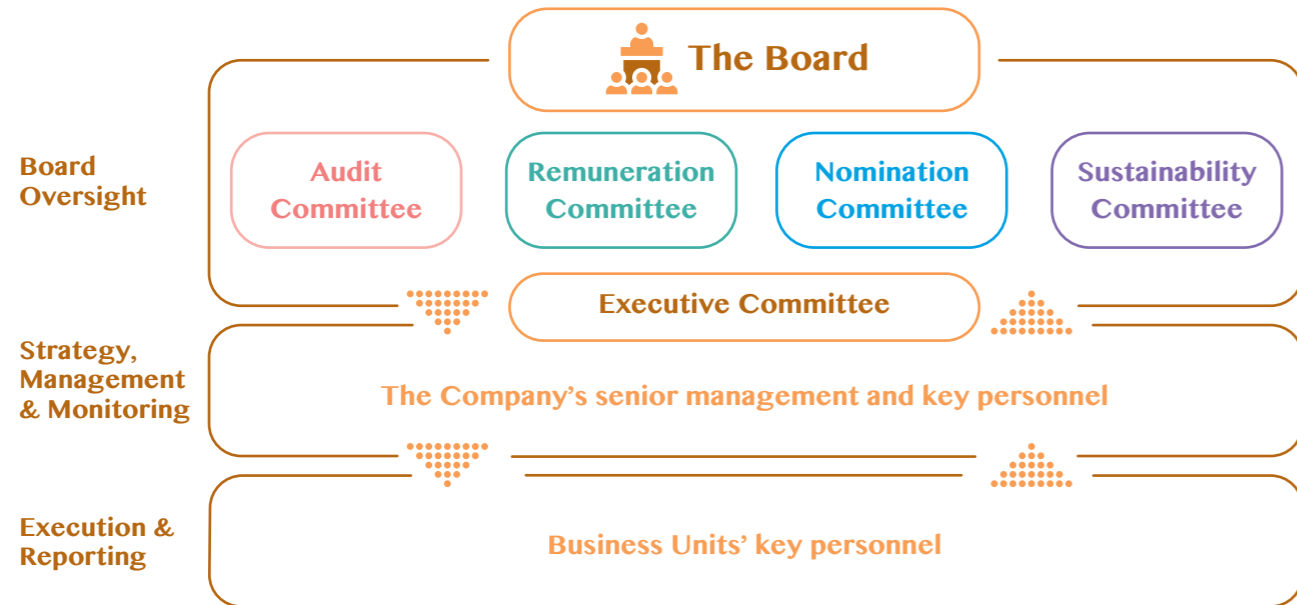 The Board
Board
Oversight
Audit
Committee
Remuneration
Committee
Nomination
Committee
Sustainability
Committee
Executive Committee
Strategy,
Management
& Monitoring
The Company’s senior management and key personnel
Execution &
Reporting
Business Units’ key personnel